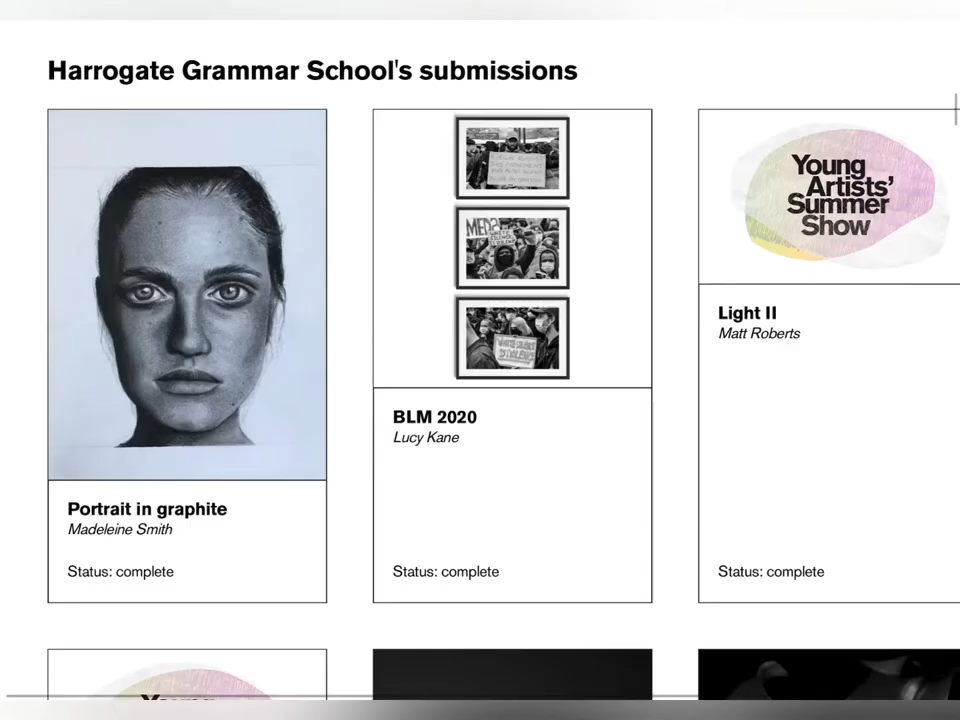 Harrogate Grammar School's submissions
Portrait in graphite
Madeleine Smith
Status: complete
BLM 2020
Lucy Kane
Status: complete
Young
Artists'
Summer
Show
Light II
Matt Roberts
Status: complete